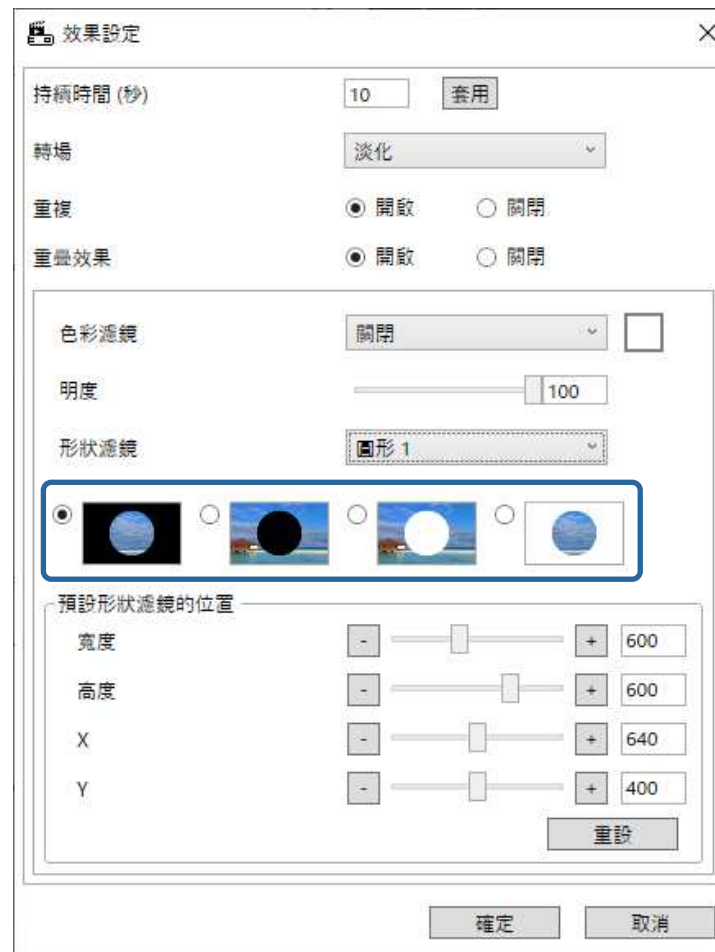 效果設定
持續時間 (秒) 10 套用
轉場 淡化
重複 開啟 關閉
重疊效果 開啟 關閉
色彩濾鏡 關閉
明度 100
形狀濾鏡 圓形 1
預設形狀濾鏡的位置
寬度 - + 600
高度 - + 600
X - + 640
Y - + 400
重設
確定 取消